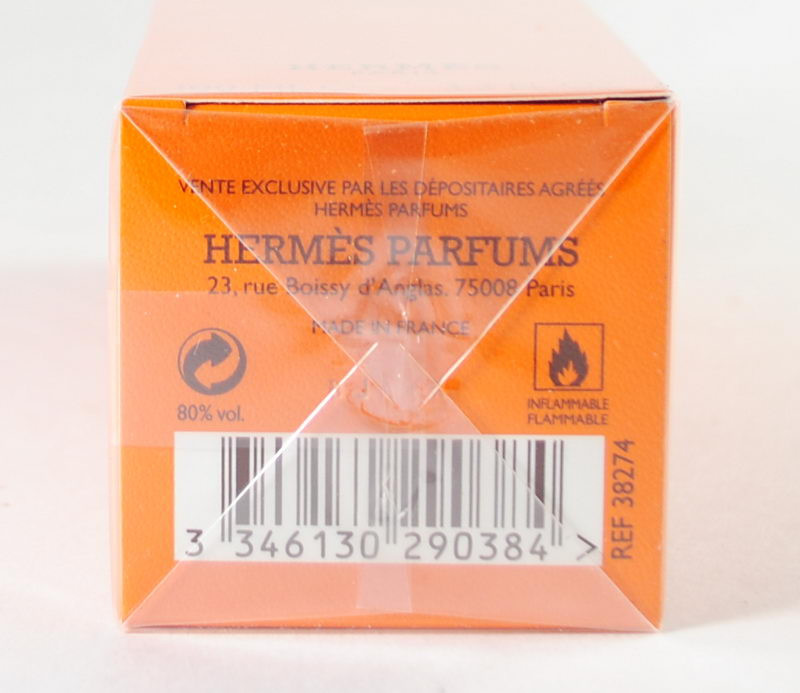 HERMÈS
VENTE EXCLUSIVE PAR LES DÉPOSITAIRES AGRÉÉS
HERMÈS PARFUMS
HERMÈS PARFUMS
23, rue Boissy d'Anglas. 75008 Paris
MADE IN FRANCE
80% vol.
INFLAMMABLE
FLAMMABLE
REF 38274
3 346130 290384 >